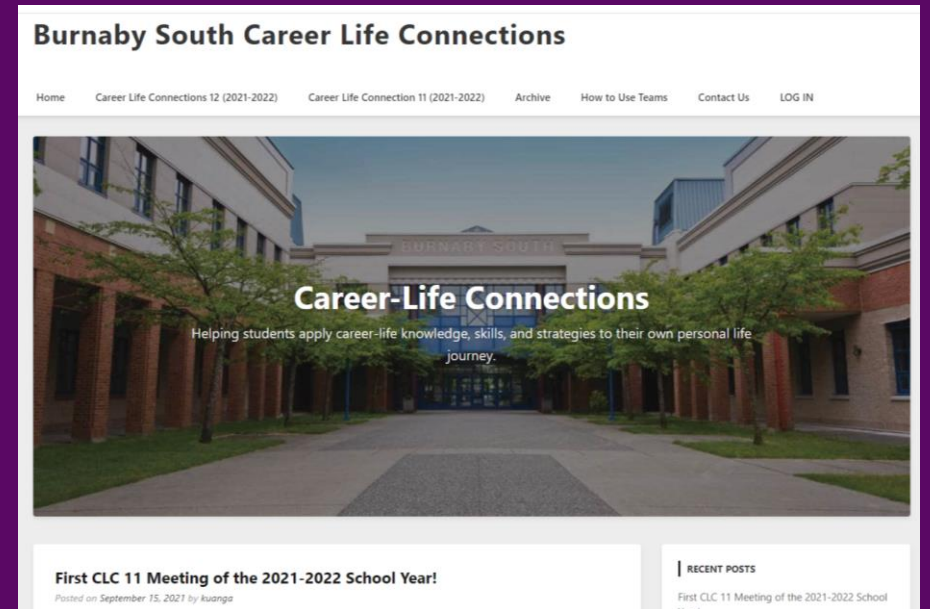 Burnaby South Career Life Connections
Home Career Life Connections 12 (2021-2022) Career Life Connection 11 (2021-2022) Archive How to Use Teams Contact Us LOG IN
BURNABY SOUTH
Career-Life Connections
Helping students apply career-life knowledge, skills, and strategies to their own personal life
journey.
First CLC 11 Meeting of the 2021-2022 School Year!
Posted on September 15, 2021 by kuanga
RECENT POSTS
First CLC 11 Meeting of the 2021-2022 School